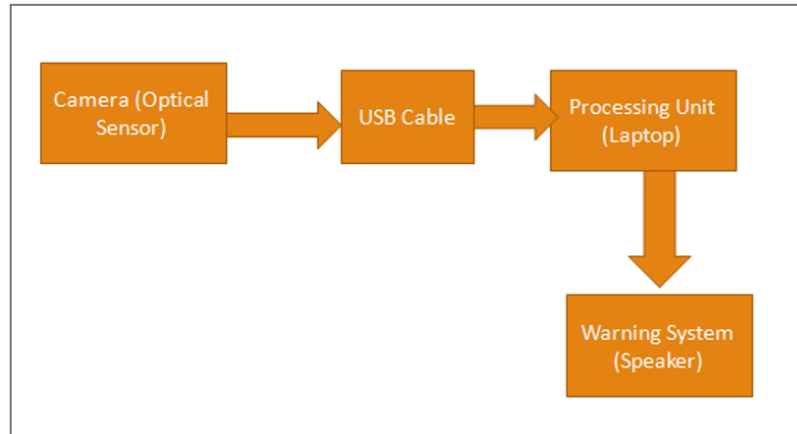 Camera (Optical
Sensor)
USB Cable
Processing Unit
(Laptop)
Warning System
(Speaker)